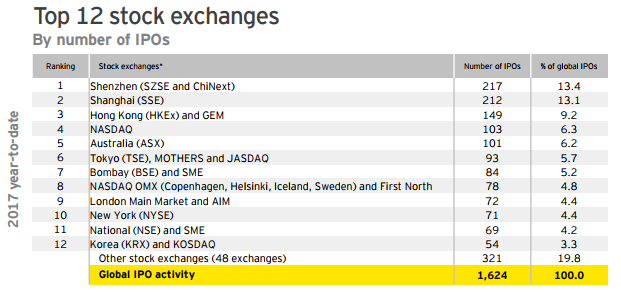 Top 12 stock exchanges
By number of IPOs
2017 year-to-date
Ranking Stock exchanges* Number of IPOs % of global IPOs
1 Shenzhen (SZSE and ChiNext) 217 13.4
2 Shanghai (SSE) 212 13.1
3 Hong Kong (HKEx) and GEM 149 9.2
4 NASDAQ 103 6.3
5 Australia (ASX) 101 6.2
6 Tokyo (TSE), MOTHERS and JASDAQ 93 5.7
7 Bombay (BSE) and SME 84 5.2
8 NASDAQ OMX (Copenhagen, Helsinki, Iceland, Sweden) and First North 78 4.8
9 London Main Market and AIM 72 4.4
10 New York (NYSE) 71 4.4
11 National (NSE) and SME 69 4.2
12 Korea (KRX) and KOSDAQ 54 3.3
Other stock exchanges (48 exchanges) 321 19.8
Global IPO activity 1,624 100.0